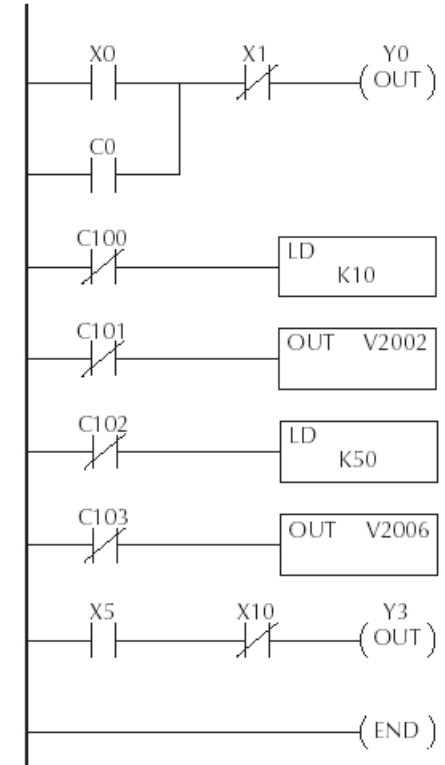 X0 X1 Y0
OUT
C0
C100
LD
K10
C101
OUT V2002
C102
LD
K50
C103
OUT V2006
X5 X10 Y3
OUT
END